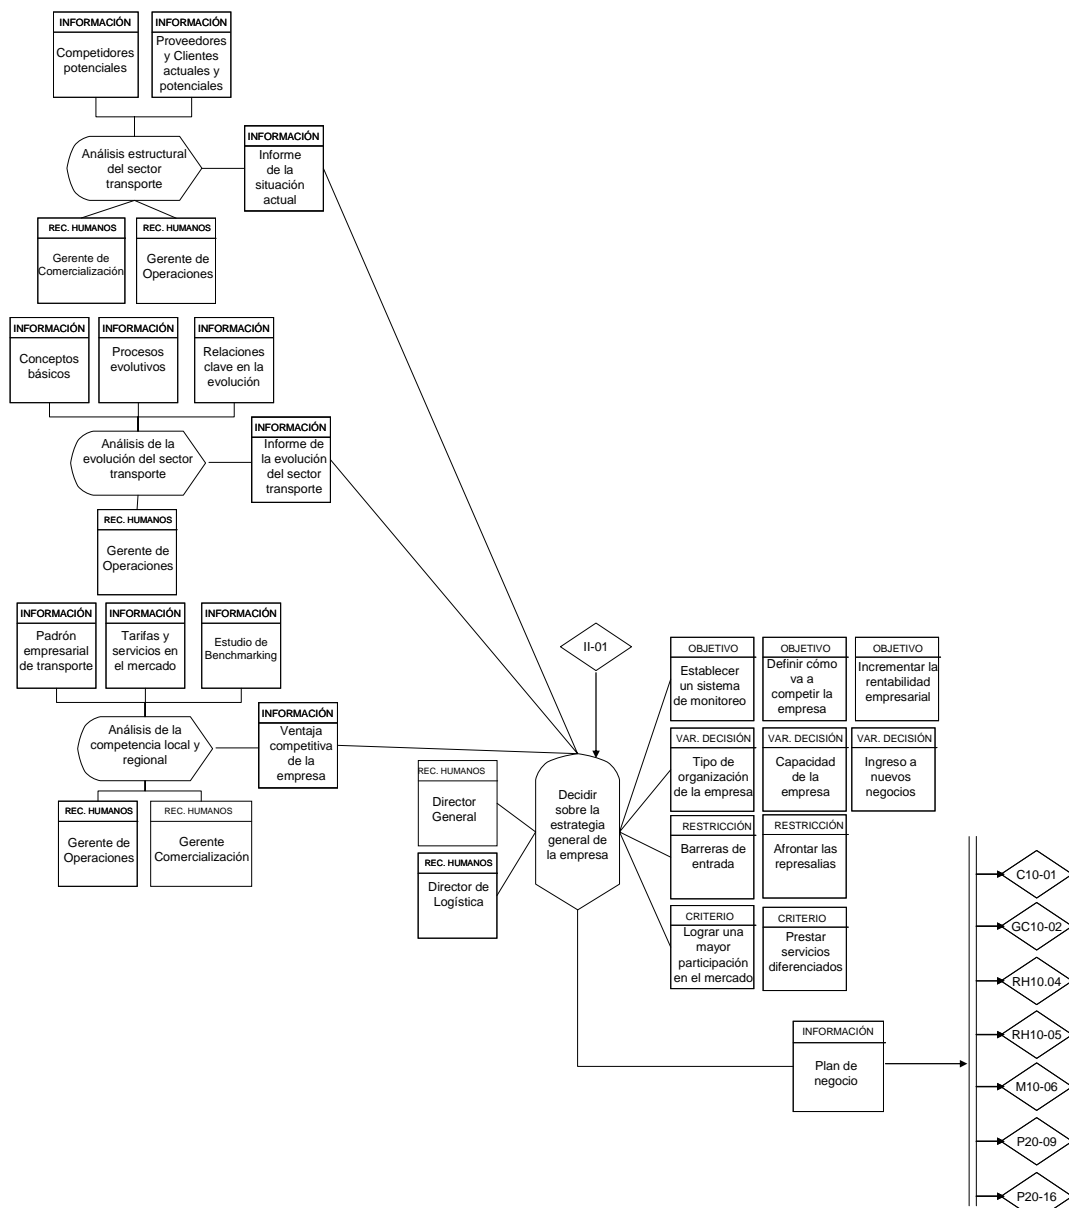 INFORMACIÓN
Competidores
potenciales
INFORMACIÓN
Proveedores
y Clientes
actuales y
potenciales
Análisis estructural
del sector
transporte
INFORMACIÓN
Informe
de la
situación
actual
REC. HUMANOS
Gerente de
Comercialización
REC. HUMANOS
Gerente de
Operaciones
INFORMACIÓN
Conceptos
básicos
INFORMACIÓN
Procesos
evolutivos
INFORMACIÓN
Relaciones
clave en la
evolución
Análisis de la
evolución del sector
transporte
INFORMACIÓN
Informe de
la evolución
del sector
transporte
REC. HUMANOS
Gerente de
Operaciones
INFORMACIÓN
Padrón
empresarial
de transporte
INFORMACIÓN
Tarifas y
servicios en
el mercado
INFORMACIÓN
Estudio de
Benchmarking
Análisis de la
competencia local y
regional
INFORMACIÓN
Ventaja
competitiva
de la
empresa
REC. HUMANOS
Gerente de
Operaciones
REC. HUMANOS
Gerente
Comercialización
II-01
REC. HUMANOS
Director
General
REC. HUMANOS
Director de
Logística
Decidir
sobre la
estrategia
general de
la empresa
OBJETIVO
Establecer
un sistema
de monitoreo
OBJETIVO
Definir cómo
va a
competir la
empresa
OBJETIVO
Incrementar la
rentabilidad
empresarial
VAR. DECISIÓN
Tipo de
organización
de la empresa
VAR. DECISIÓN
Capacidad
de la
empresa
VAR. DECISIÓN
Ingreso a
nuevos
negocios
RESTRICCIÓN
Barreras de
entrada
RESTRICCIÓN
Afrontar las
represalias
CRITERIO
Lograr una
mayor
participación
en el mercado
CRITERIO
Prestar
servicios
diferenciados
INFORMACIÓN
Plan de
negocio
C10-01
GC10-02
RH10.04
RH10-05
M10-06
P20-09
P20-16